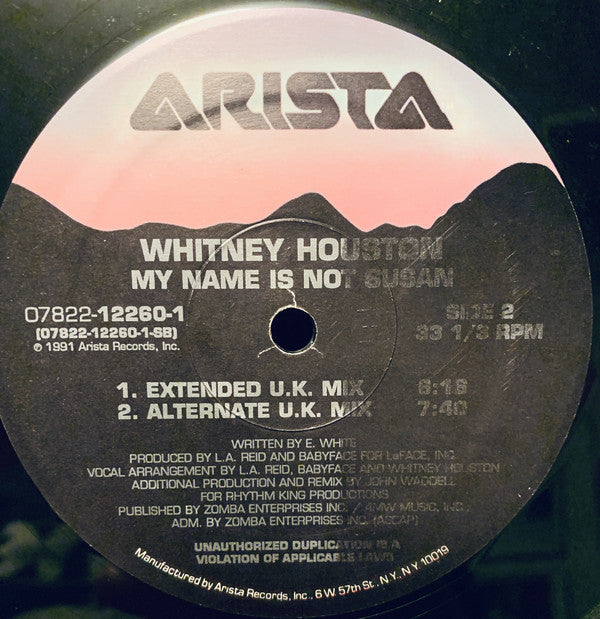 ARISTA
WHITNEY HOUSTON
MY NAME IS NOT SUSAN
07822-12260-1
(07822-12260-1-SB)
℗ 1991 Arista Records, Inc.
SIDE 2
33 1/3 RPM
1. EXTENDED U.K. MIX 6:18
2. ALTERNATE U.K. MIX 7:40
WRITTEN BY E. WHITE
PRODUCED BY L.A. REID AND BABYFACE FOR LaFACE, INC.
VOCAL ARRANGEMENT BY L.A. REID, BABYFACE AND WHITNEY HOUSTON
ADDITIONAL PRODUCTION AND REMIX BY JOHN WADDELL
FOR RHYTHM KING PRODUCTIONS
PUBLISHED BY ZOMBA ENTERPRISES INC. / 4MW MUSIC, INC.,
ADM. BY ZOMBA ENTERPRISES INC. (ASCAP)
UNAUTHORIZED DUPLICATION IS A
VIOLATION OF APPLICABLE LAWS
Manufactured by Arista Records, Inc., 6 W. 57th St., N.Y., N.Y. 10019